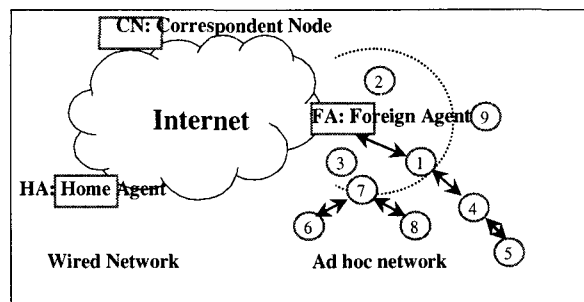 CN: Correspondent Node
2
Internet
FA: Foreign Agent
9
3
1
HA: Home Agent
7
4
6
8
5
Wired Network
Ad hoc network